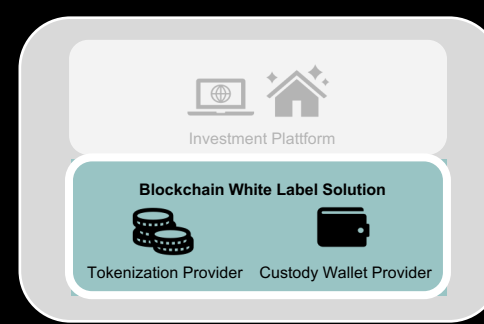 Investment Plattform
Blockchain White Label Solution
Tokenization Provider Custody Wallet Provider